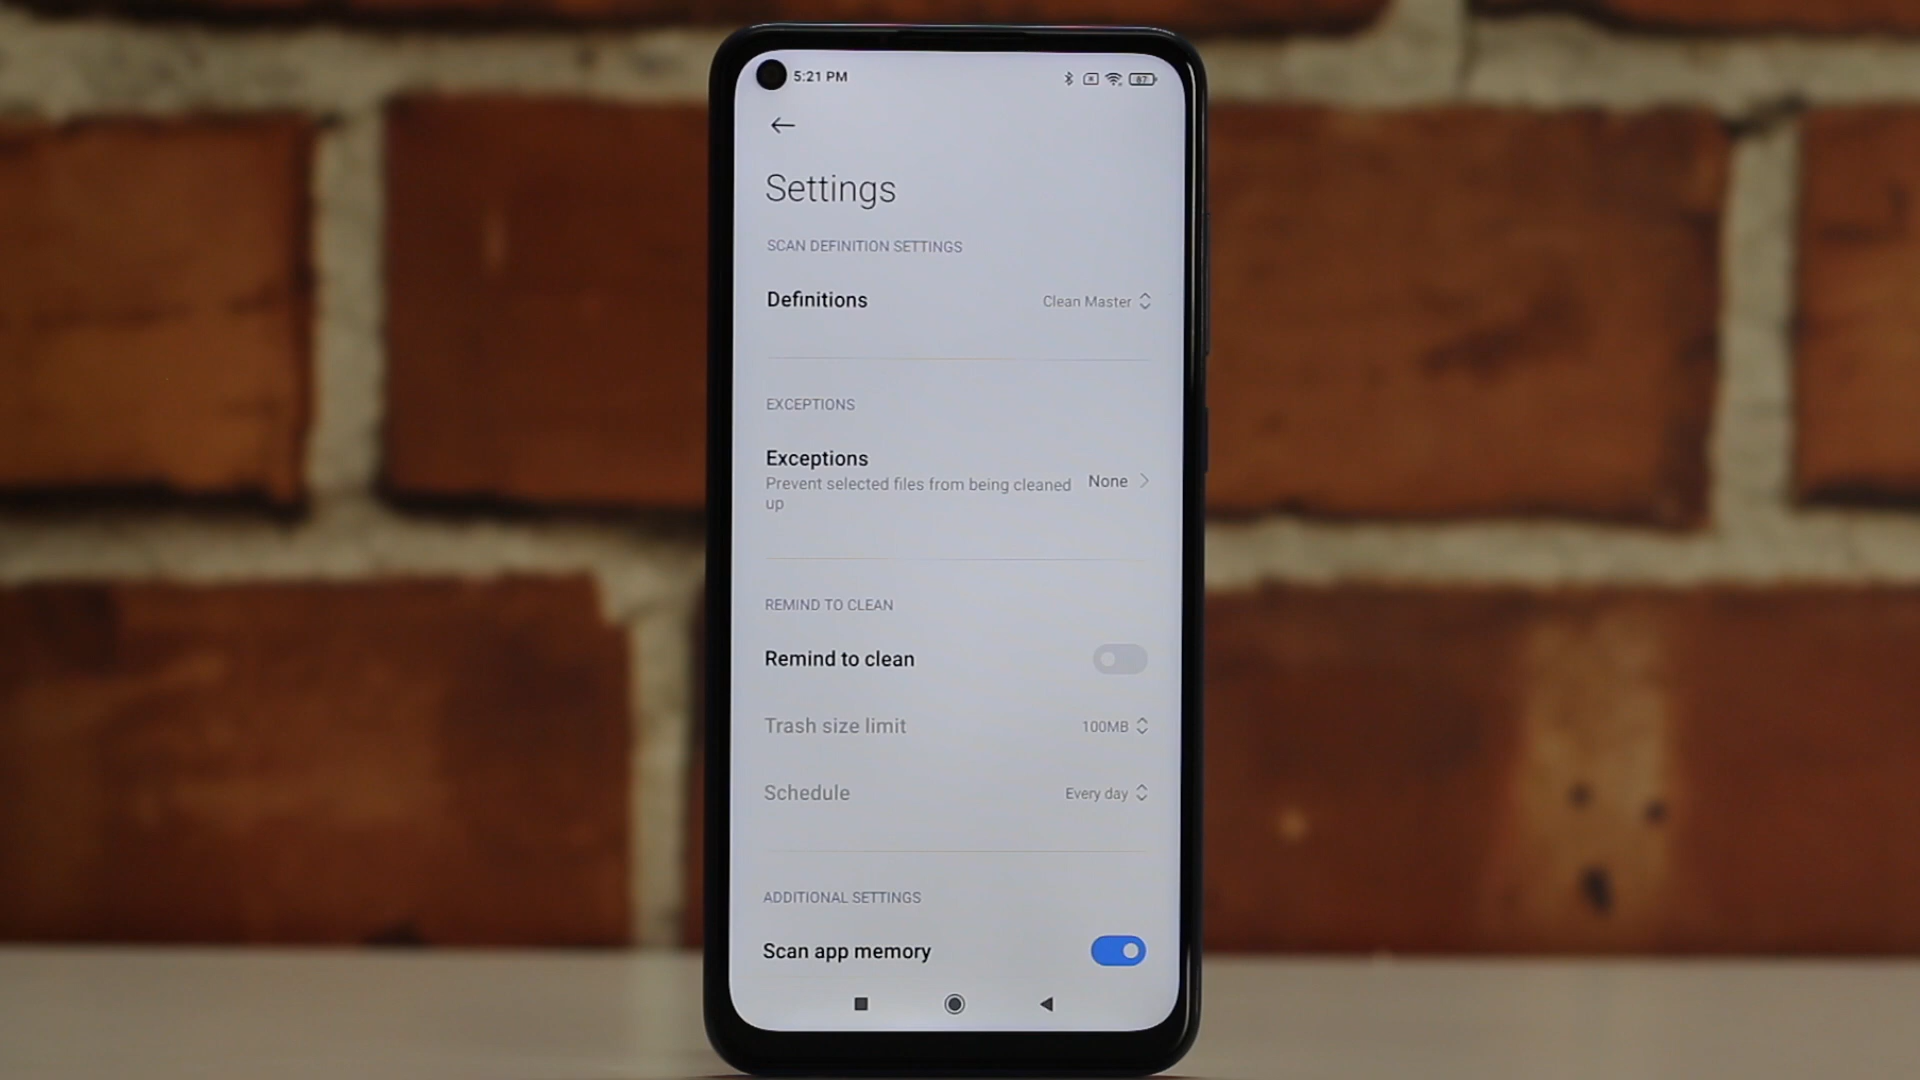 5:21 PM
87
Settings
SCAN DEFINITION SETTINGS
Definitions
Clean Master
EXCEPTIONS
Exceptions
Prevent selected files from being cleaned
up
None
REMIND TO CLEAN
Remind to clean
Trash size limit
100MB
Schedule
Every day
ADDITIONAL SETTINGS
Scan app memory